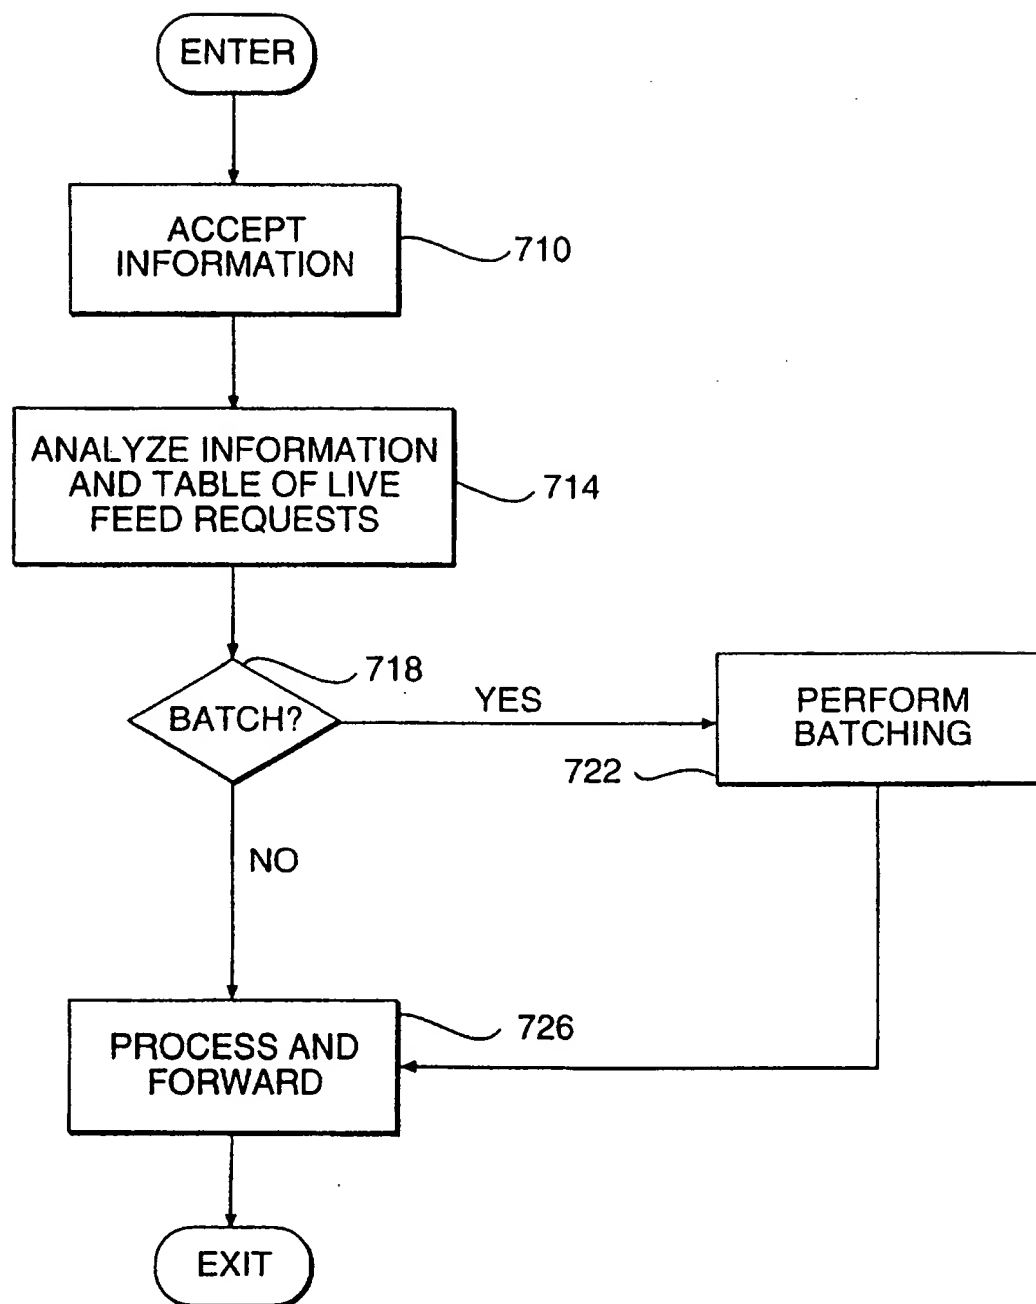 ENTER
ACCEPT
INFORMATION
710
ANALYZE INFORMATION
AND TABLE OF LIVE
FEED REQUESTS
714
718
BATCH?
YES
PERFORM
BATCHING
722
NO
726
PROCESS AND
FORWARD
EXIT